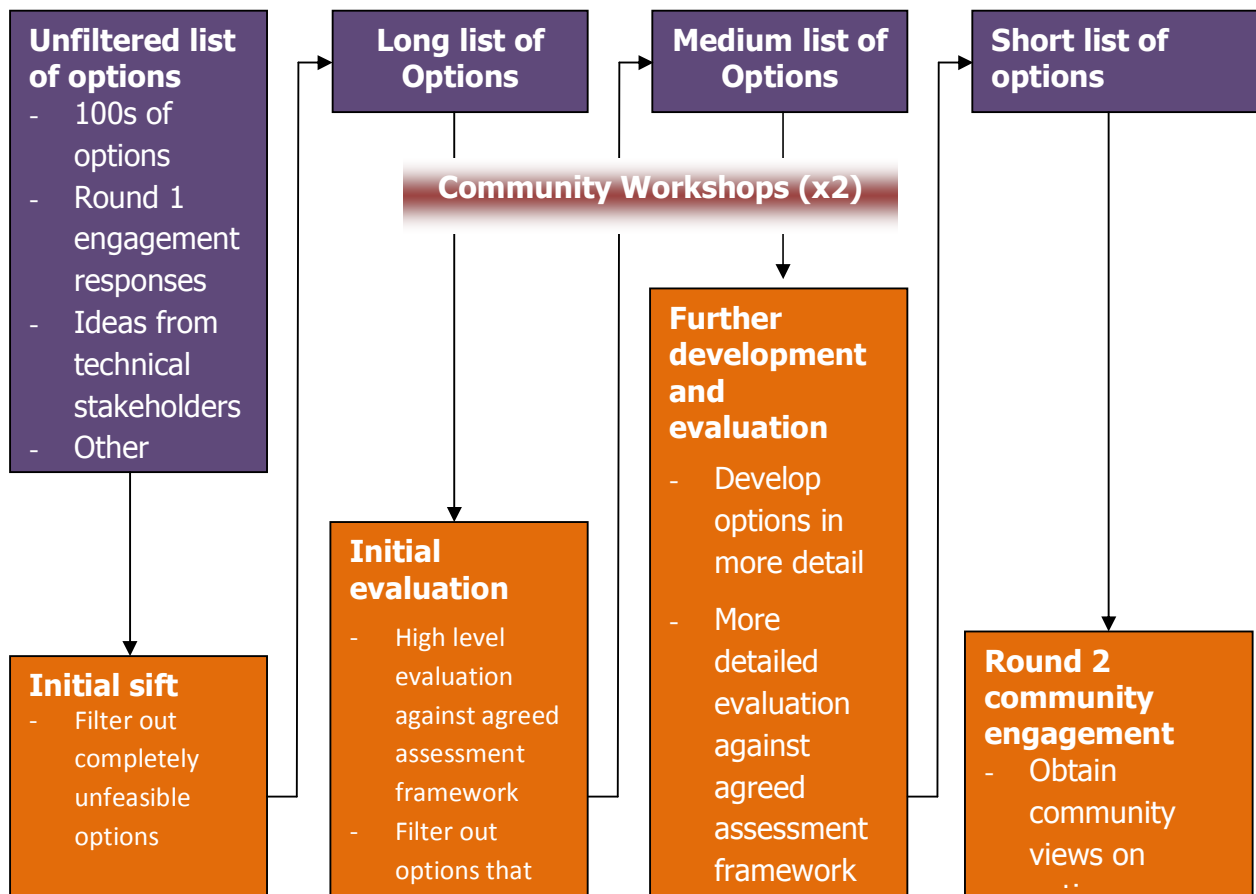 Unfiltered list
of options
- 100s of
options
- Round 1
engagement
responses
- Ideas from
technical
stakeholders
- Other
Long list of
Options
Medium list of
Options
Short list of
options
Community Workshops (x2)
Initial sift
- Filter out
completely
unfeasible
options
Initial
evaluation
- High level
evaluation
against agreed
assessment
framework
- Filter out
options that
Further
development
and
evaluation
- Develop
options in
more detail
- More
detailed
evaluation
against
agreed
assessment
framework
Round 2
community
engagement
- Obtain
community
views on